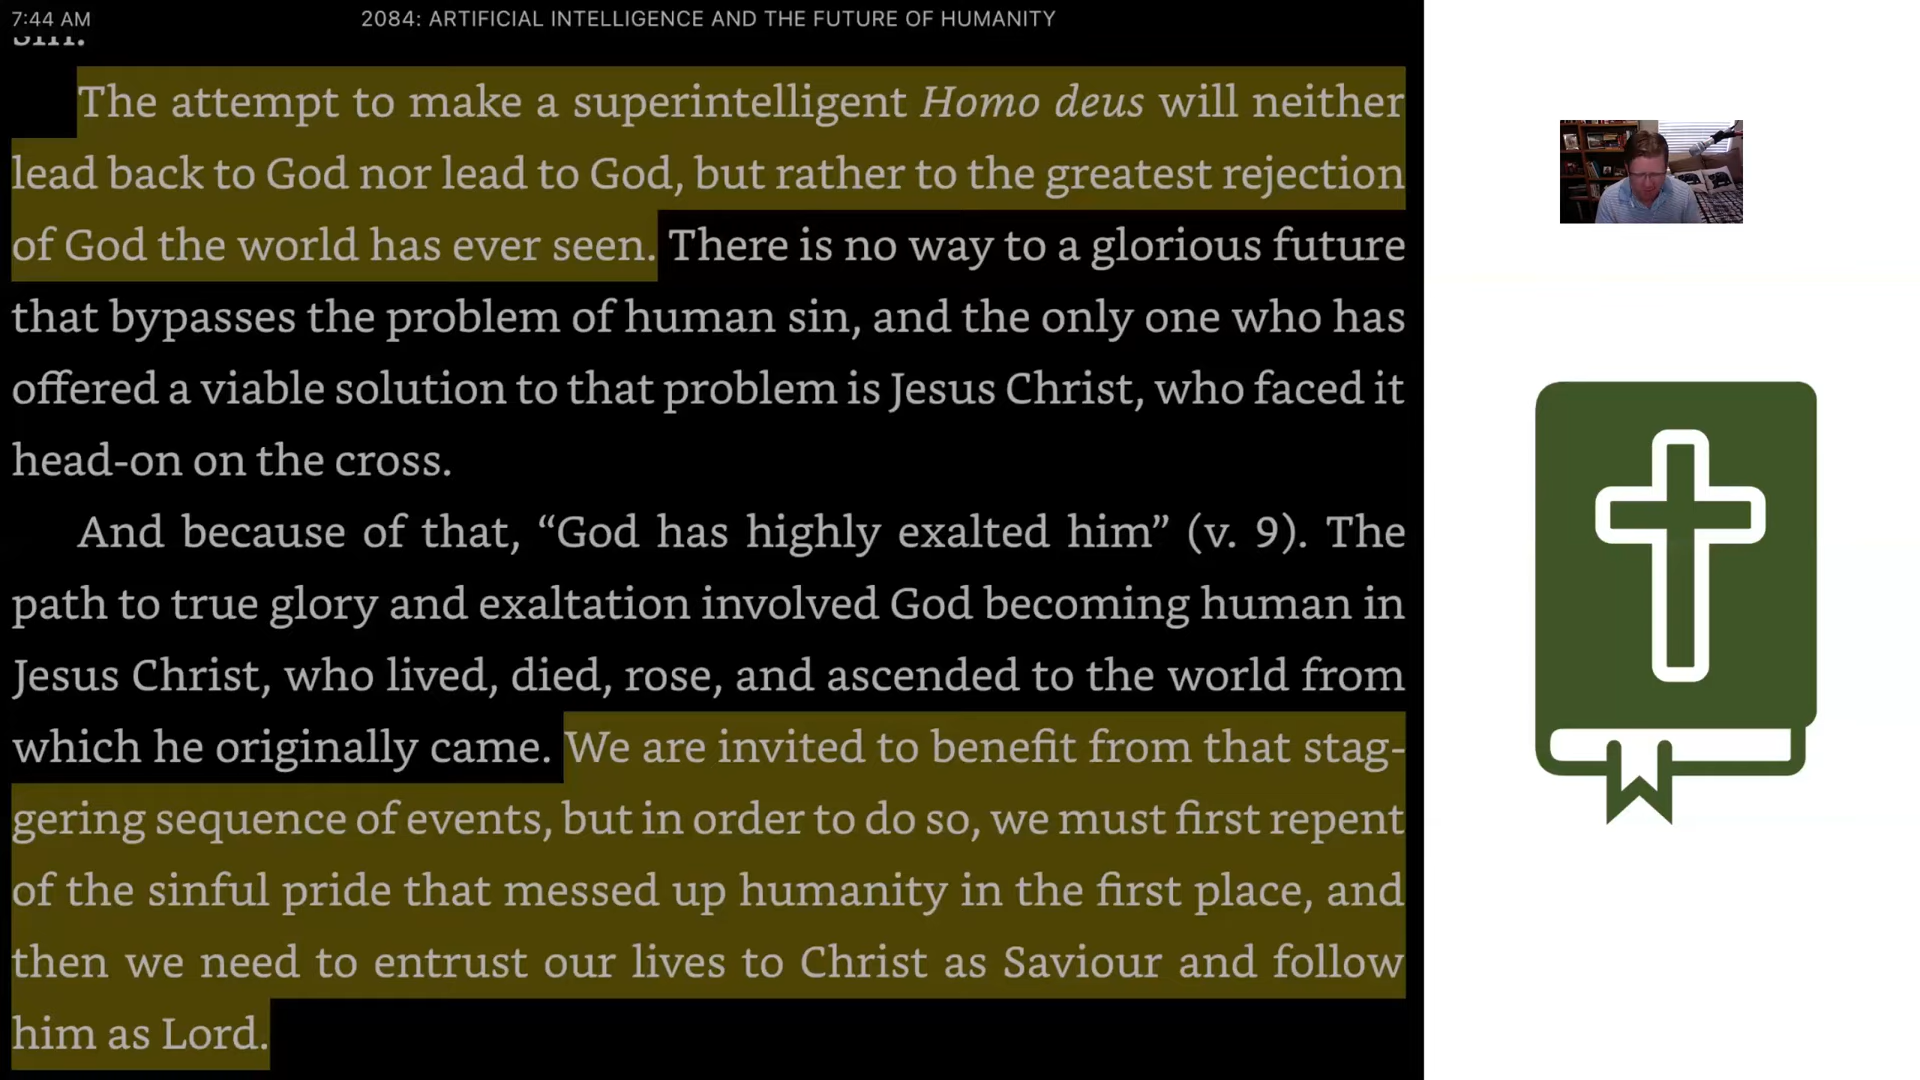 7:44 AM
2084: ARTIFICIAL INTELLIGENCE AND THE FUTURE OF HUMANITY
The attempt to make a superintelligent Homo deus will neither
lead back to God nor lead to God, but rather to the greatest rejection
of God the world has ever seen. There is no way to a glorious future
that bypasses the problem of human sin, and the only one who has
offered a viable solution to that problem is Jesus Christ, who faced it
head-on on the cross.
And because of that, “God has highly exalted him” (v. 9). The
path to true glory and exaltation involved God becoming human in
Jesus Christ, who lived, died, rose, and ascended to the world from
which he originally came. We are invited to benefit from that stag-
gering sequence of events, but in order to do so, we must first repent
of the sinful pride that messed up humanity in the first place, and
then we need to entrust our lives to Christ as Saviour and follow
him as Lord.